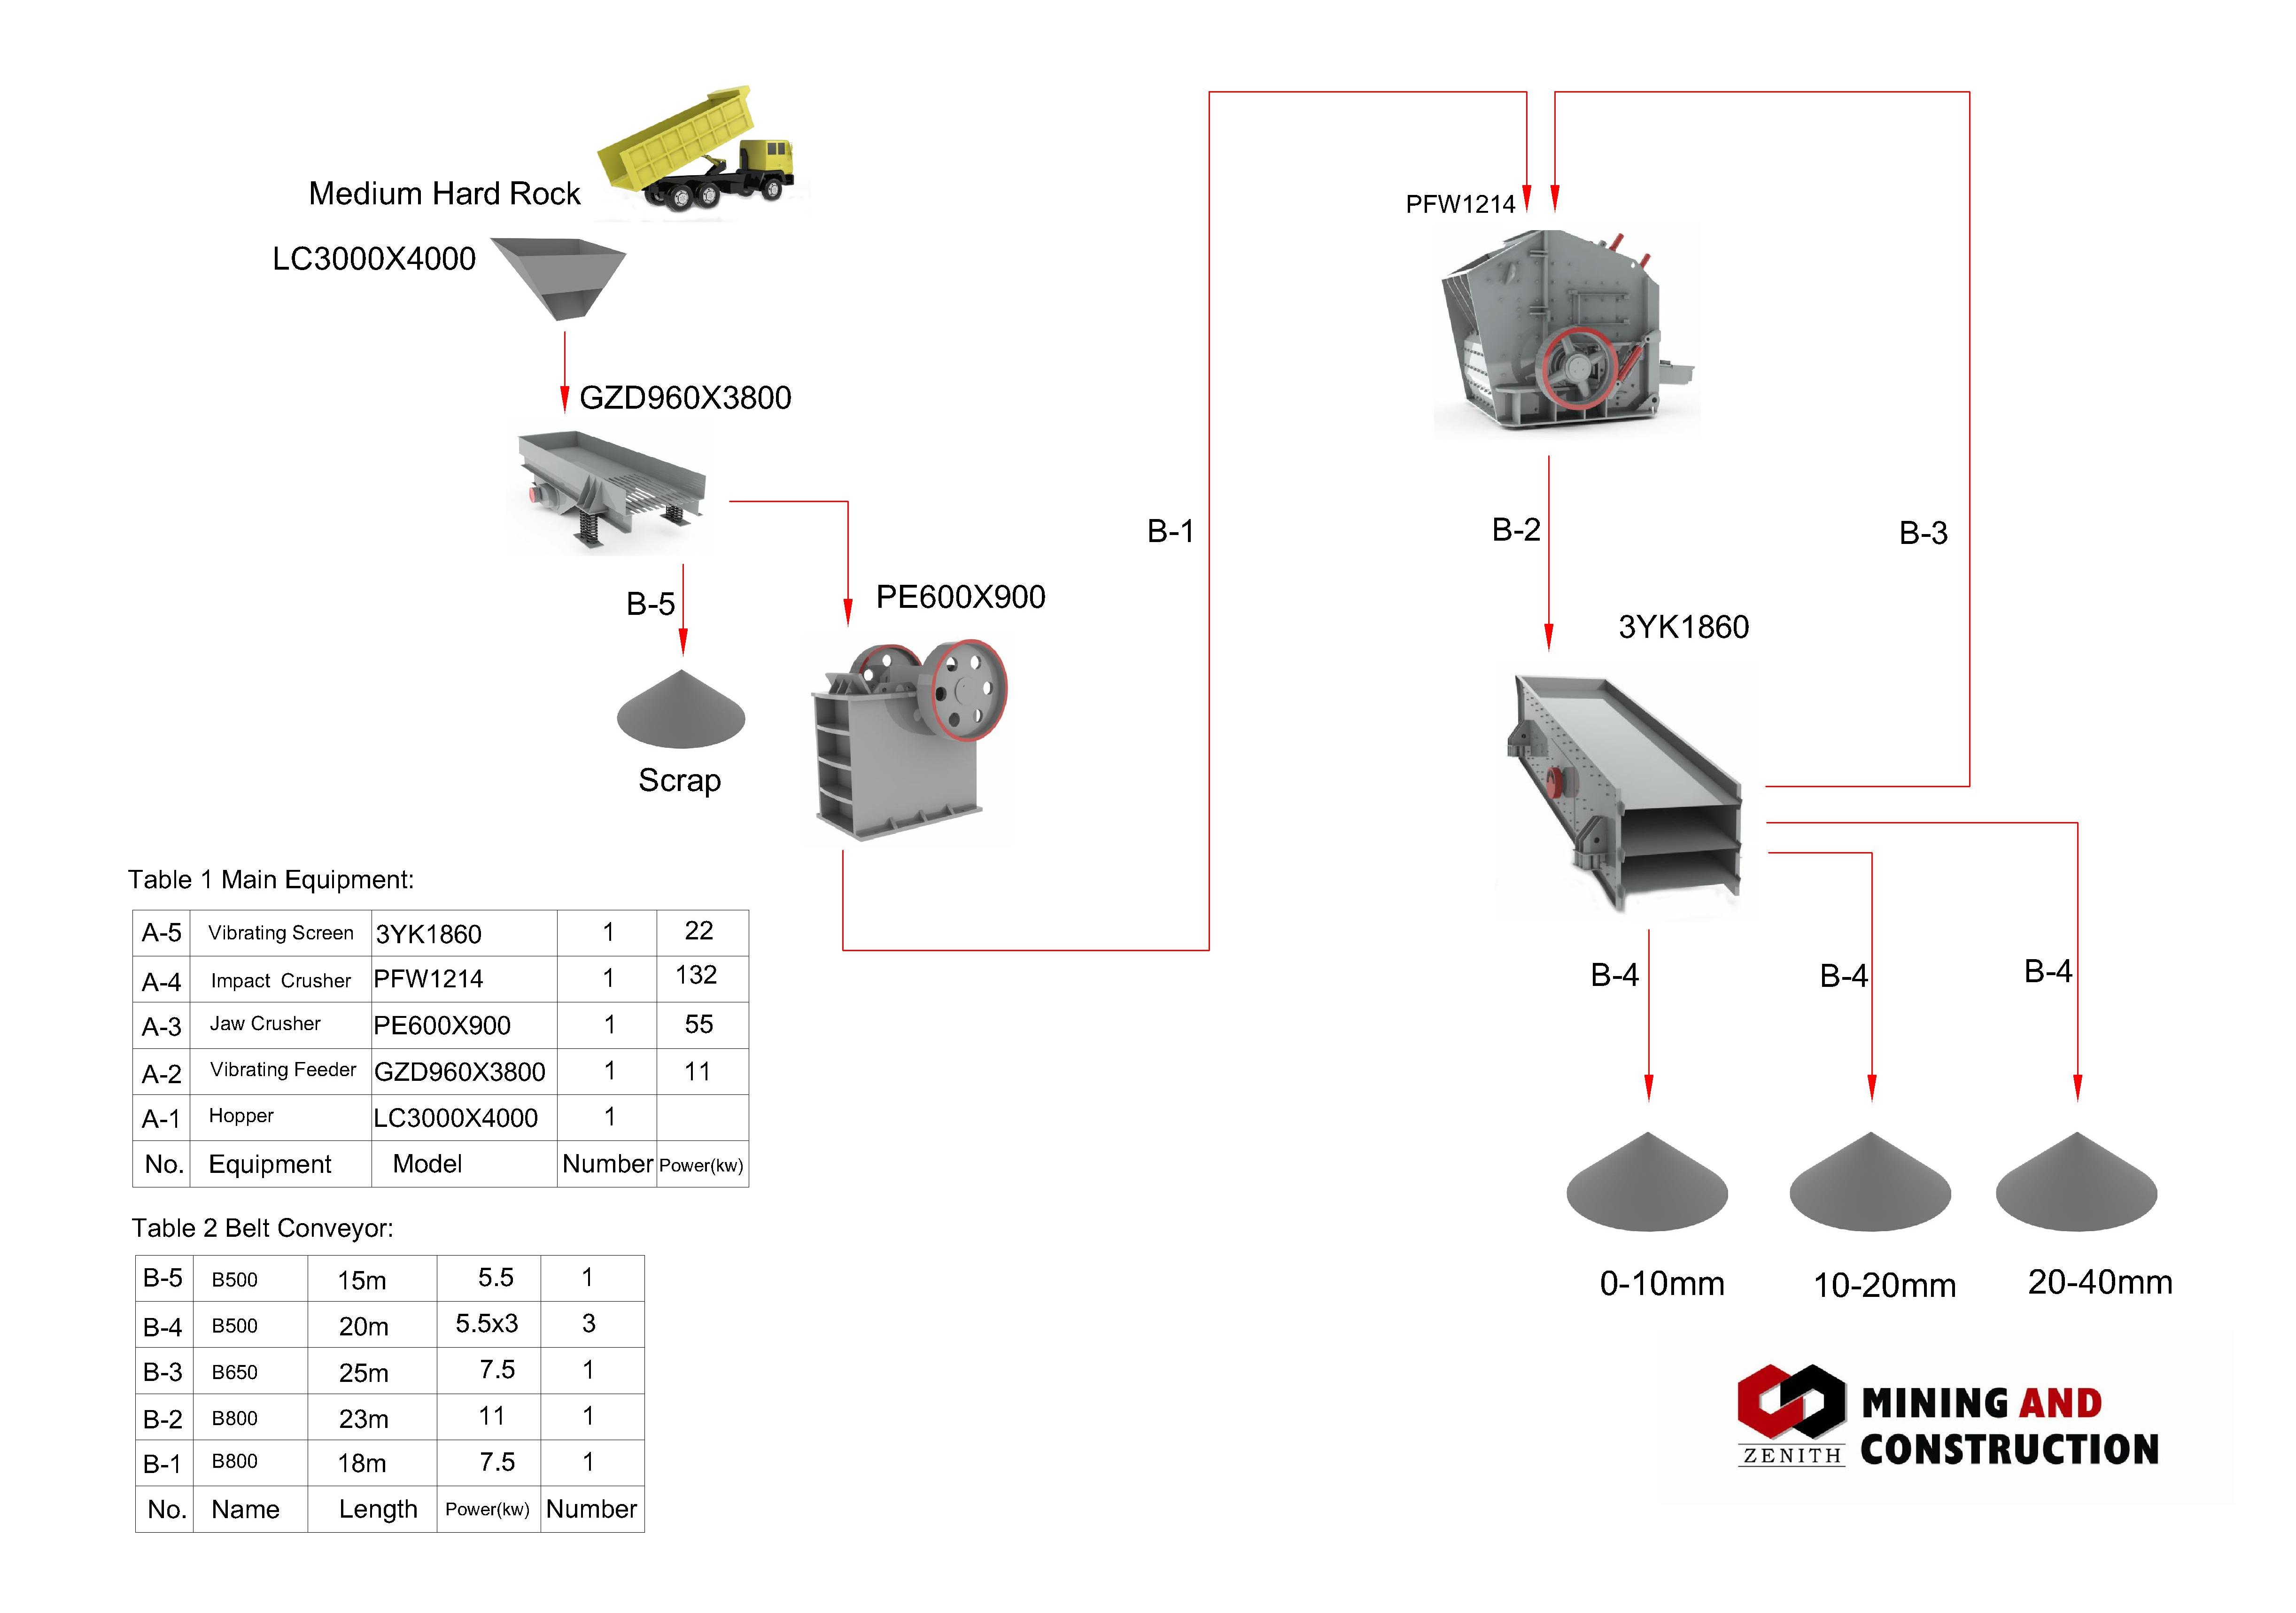 Medium Hard Rock
LC3000X4000
GZD960X3800
B-5
Scrap
PE600X900
B-1
PFW1214
B-2
B-3
3YK1860
B-4
B-4
B-4
0-10mm
10-20mm
20-40mm
Table 1 Main Equipment:
A-5 Vibrating Screen 3YK1860 1 22
A-4 Impact Crusher PFW1214 1 132
A-3 Jaw Crusher PE600X900 1 55
A-2 Vibrating Feeder GZD960X3800 1 11
A-1 Hopper LC3000X4000 1
No. Equipment Model Number Power(kw)
Table 2 Belt Conveyor:
B-5 B500 15m 5.5 1
B-4 B500 20m 5.5x3 3
B-3 B650 25m 7.5 1
B-2 B800 23m 11 1
B-1 B800 18m 7.5 1
No. Name Length Power(kw) Number
ZENITH
MINING AND
CONSTRUCTION